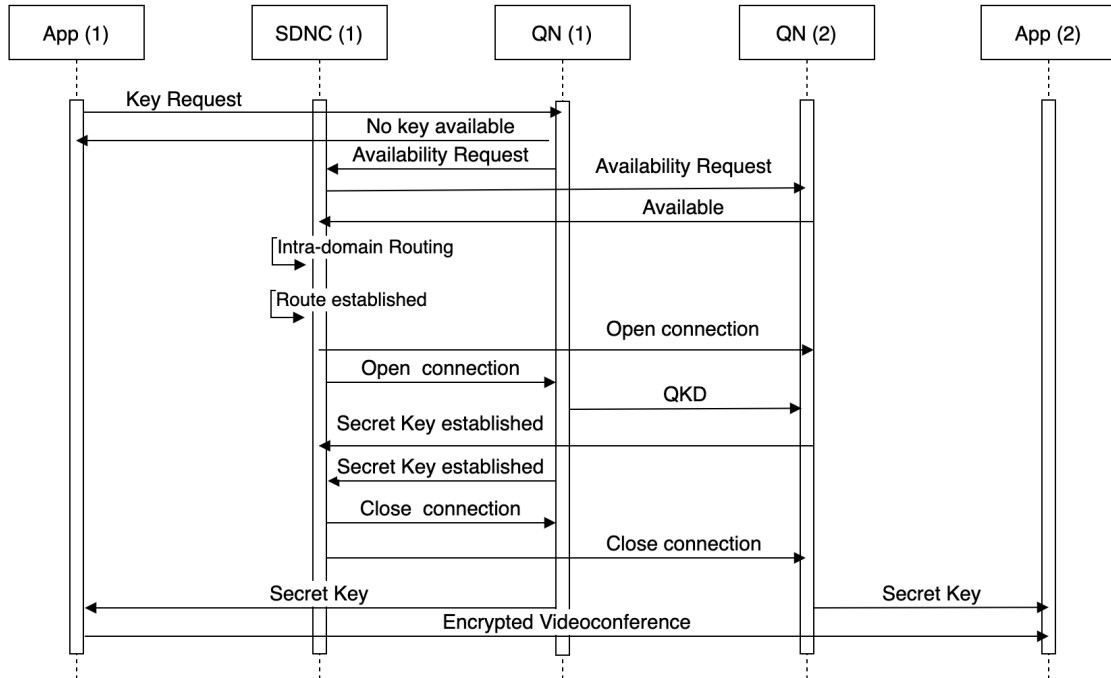 App (1)
SDNC (1)
QN (1)
QN (2)
App (2)
Key Request
No key available
Availability Request
Availability Request
Available
Intra-domain Routing
Route established
Open connection
Open  connection
QKD
Secret Key established
Secret Key established
Close  connection
Close connection
Secret Key
Secret Key
Encrypted Videoconference